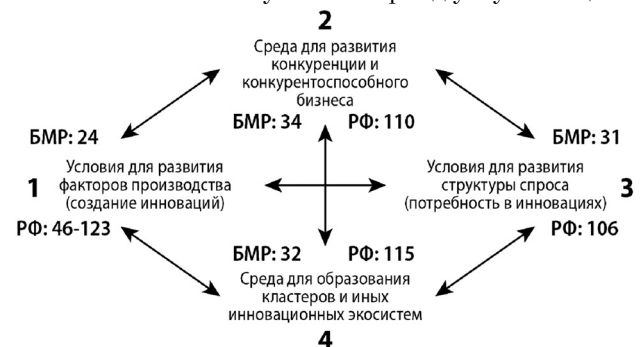 2
Среда для развития
конкуренции и
конкурентоспособного
бизнеса
БМР: 34 РФ: 110
БМР: 24
1 Условия для развития
факторов производства
(создание инноваций)
РФ: 46-123
БМР: 31
Условия для развития
структуры спроса
(потребность в инновациях) 3
РФ: 106
БМР: 32 РФ: 115
Среда для образования
кластеров и иных
инновационных экосистем
4